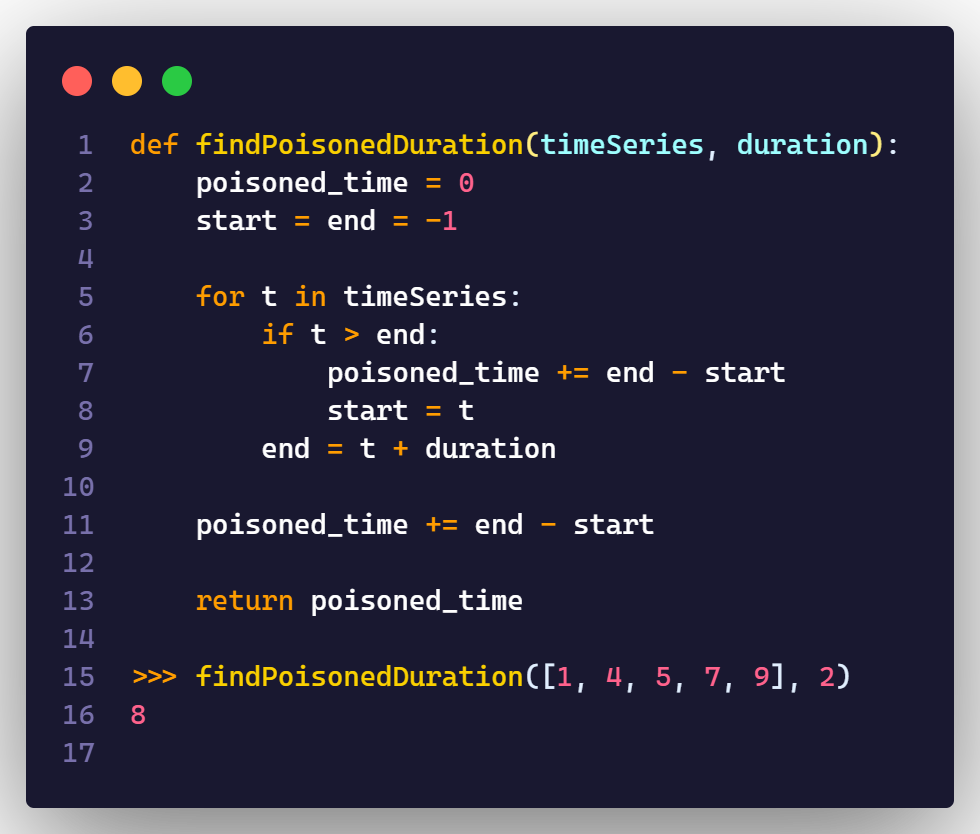 1 def findPoisonedDuration(timeSeries, duration):
2     poisoned_time = 0
3     start = end = -1
4
5     for t in timeSeries:
6         if t > end:
7             poisoned_time += end - start
8             start = t
9         end = t + duration
10
11     poisoned_time += end - start
12
13     return poisoned_time
14
15 >>> findPoisonedDuration([1, 4, 5, 7, 9], 2)
16 8
17